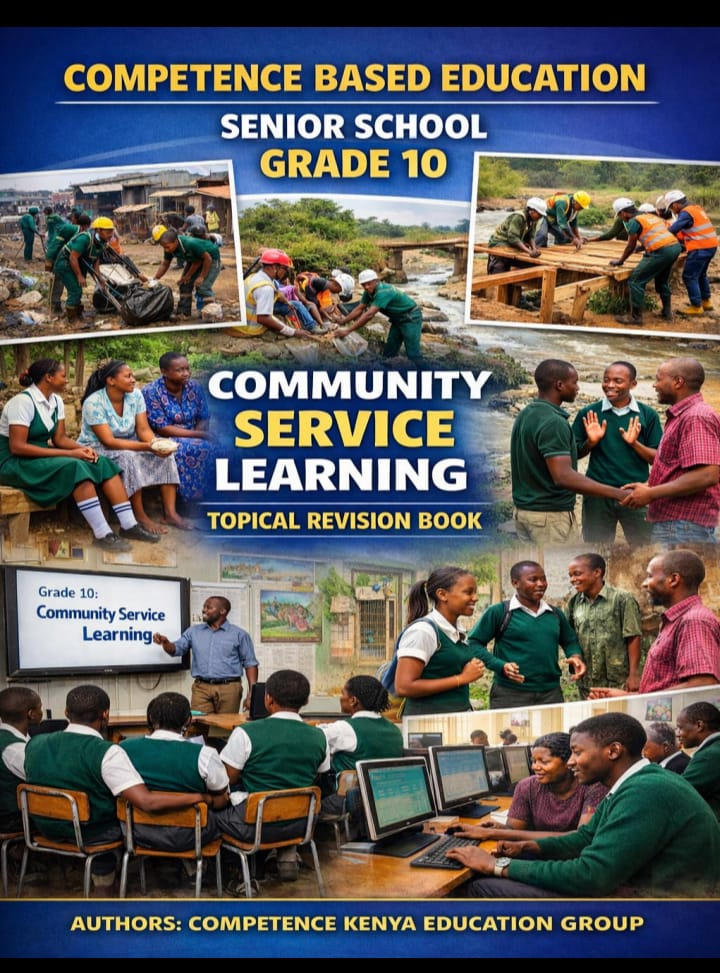 COMPETENCE BASED EDUCATION
SENIOR SCHOOL
GRADE 10
COMMUNITY
SERVICE
LEARNING
TOPICAL REVISION BOOK
Grade 10:
Community Service
Learning
AUTHORS: COMPETENCE KENYA EDUCATION GROUP